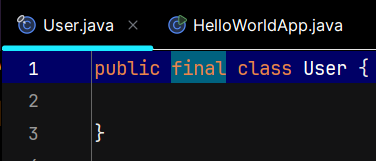 User.java × HelloWorldApp.java
1 public final class User {
2
3 }